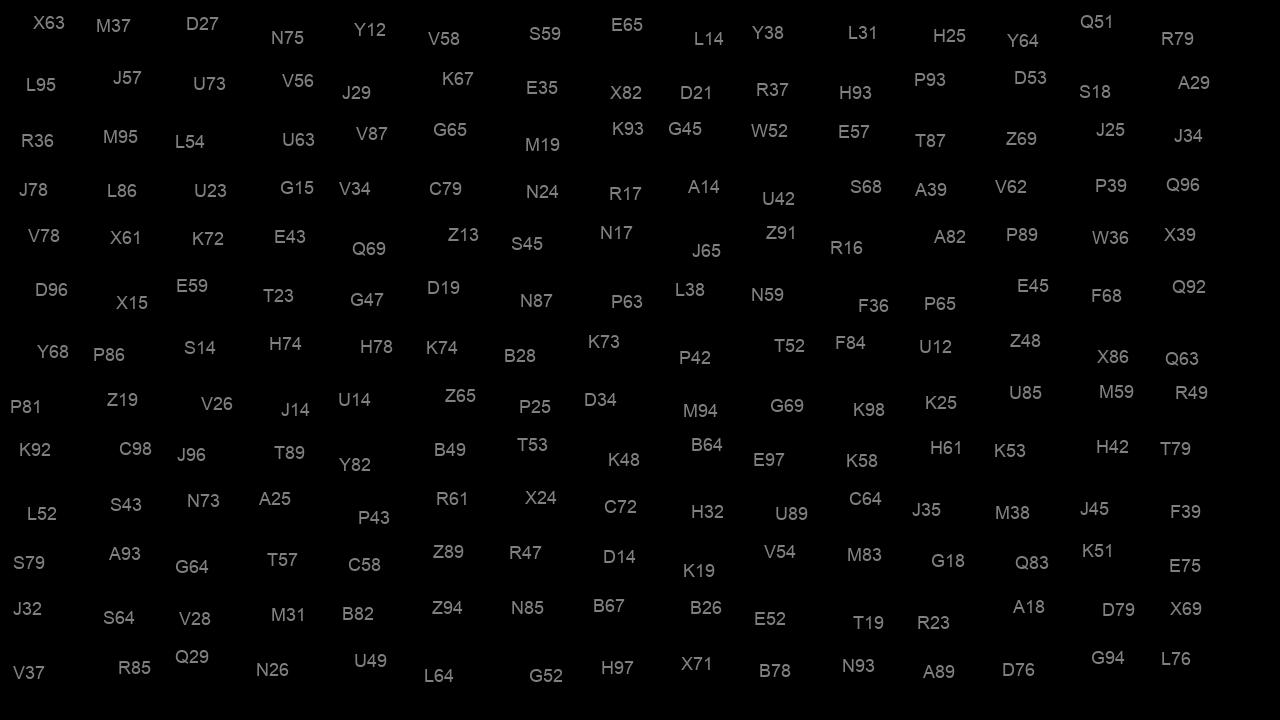 X63 M37 D27 N75 Y12 V58 S59 E65 L14 Y38 L31 H25 Y64 Q51 R79
L95 J57 U73 V56 J29 K67 E35 X82 D21 R37 H93 P93 D53 S18 A29
R36 M95 L54 U63 V87 G65 M19 K93 G45 W52 E57 T87 Z69 J25 J34
J78 L86 U23 G15 V34 C79 N24 R17 A14 U42 S68 A39 V62 P39 Q96
V78 X61 K72 E43 Q69 Z13 S45 N17 J65 Z91 R16 A82 P89 W36 X39
D96 X15 E59 T23 G47 D19 N87 P63 L38 N59 F36 P65 E45 F68 Q92
Y68 P86 S14 H74 H78 K74 B28 K73 P42 T52 F84 U12 Z48 X86 Q63
P81 Z19 V26 J14 U14 Z65 P25 D34 M94 G69 K98 K25 U85 M59 R49
K92 C98 J96 T89 Y82 B49 T53 K48 B64 E97 K58 H61 K53 H42 T79
L52 S43 N73 A25 P43 R61 X24 C72 H32 U89 C64 J35 M38 J45 F39
S79 A93 G64 T57 C58 Z89 R47 D14 K19 V54 M83 G18 Q83 K51 E75
J32 S64 V28 M31 B82 Z94 N85 B67 B26 E52 T19 R23 A18 D79 X69
V37 R85 Q29 N26 U49 L64 G52 H97 X71 B78 N93 A89 D76 G94 L76